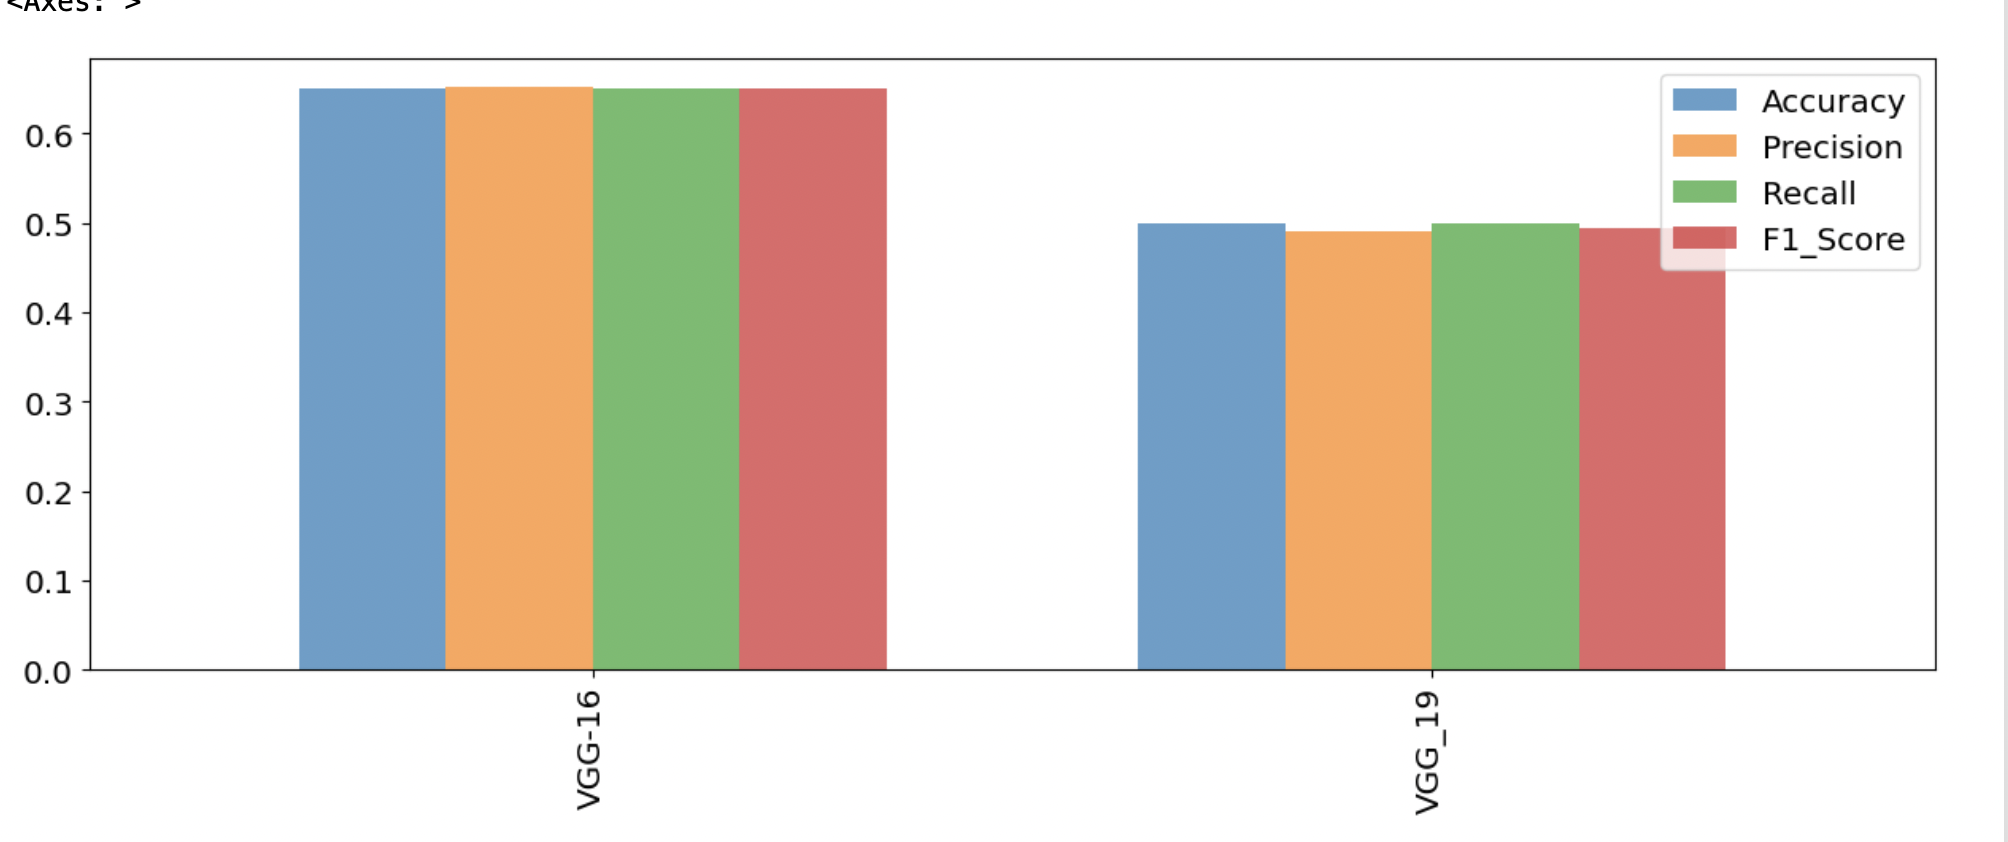 <Axes: >
Accuracy
Precision
Recall
F1_Score
0.6
0.5
0.4
0.3
0.2
0.1
0.0
VGG-16
VGG_19